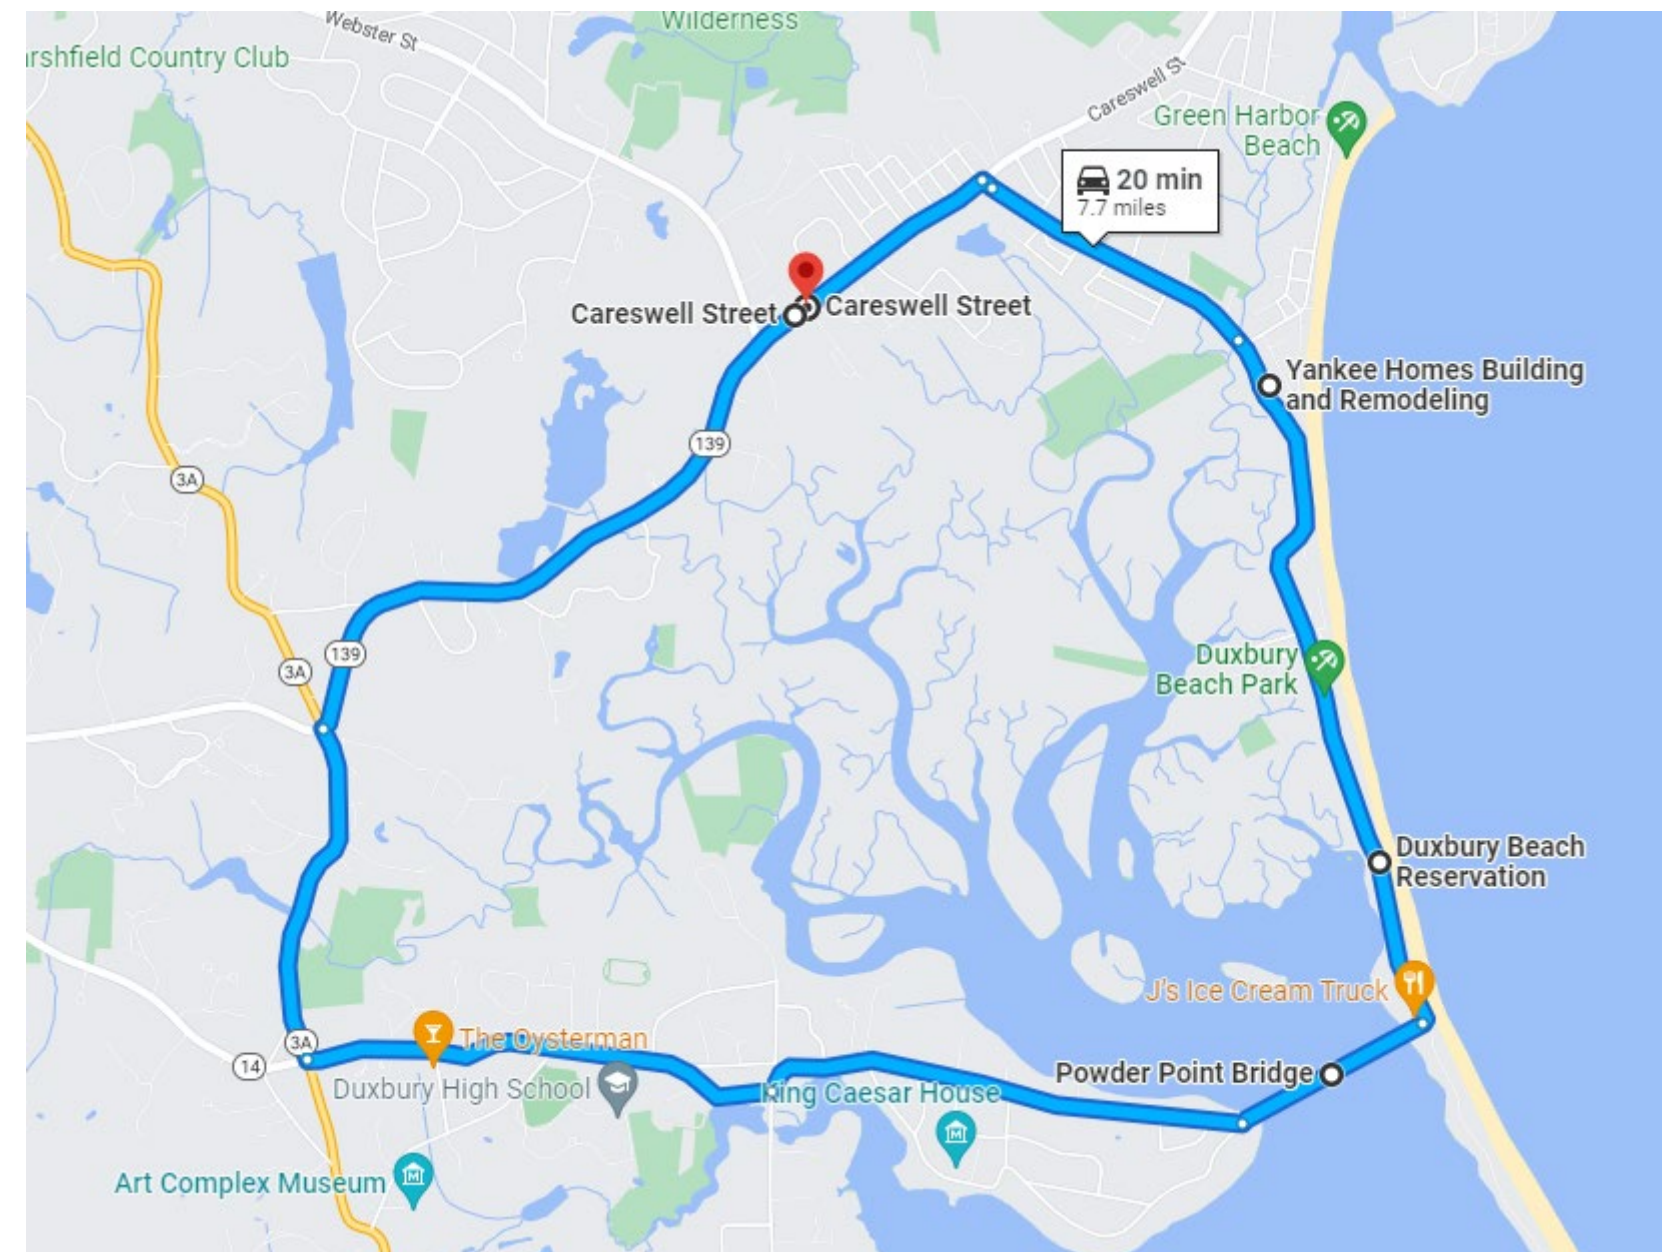 Wilderness
Webster St
rshfield Country Club
Careswell St
Green Harbor
Beach
20 min
7.7 miles
Careswell Street
Careswell Street
Yankee Homes Building
and Remodeling
139
3A
139
3A
Duxbury
Beach Park
Duxbury Beach
Reservation
J's Ice Cream Truck
The Oysterman
3A
14
Powder Point Bridge
Duxbury High School
King Caesar House
Art Complex Museum